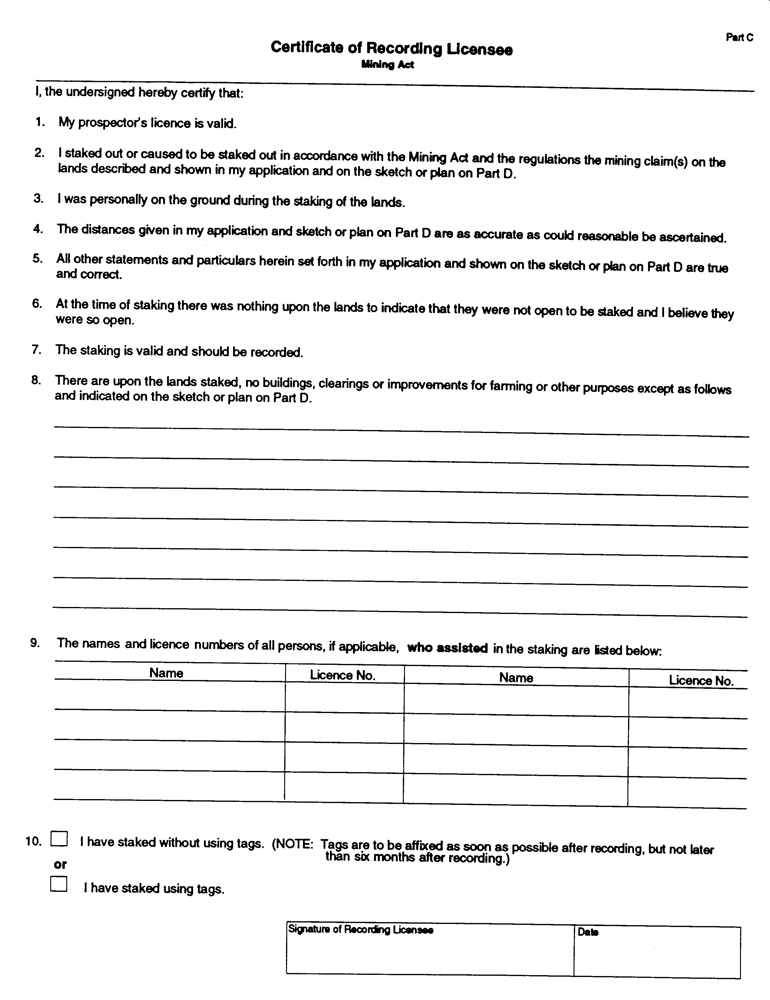 Part C
Certificate of Recording Licensee
Mining Act
I, the undersigned hereby certify that:
1. My prospector's licence is valid.
2. I staked out or caused to be staked out in accordance with the Mining Act and the regulations the mining claim(s) on the
lands described and shown in my application and on the sketch or plan on Part D.
3. I was personally on the ground during the staking of the lands.
4. The distances given in my application and sketch or plan on Part D are as accurate as could reasonable be ascertained.
5. All other statements and particulars herein set forth in my application and shown on the sketch or plan on Part D are true
and correct.
6. At the time of staking there was nothing upon the lands to indicate that they were not open to be staked and I believe they
were so open.
7. The staking is valid and should be recorded.
8. There are upon the lands staked, no buildings, clearings or improvements for farming or other purposes except as follows
and indicated on the sketch or plan on Part D.
9. The names and licence numbers of all persons, if applicable, who assisted in the staking are listed below:
Name Licence No. Name Licence No.
10. I have staked without using tags. (NOTE: Tags are to be affixed as soon as possible after recording, but not later
than six months after recording.)
or
I have staked using tags.
Signature of Recording Licensee Date